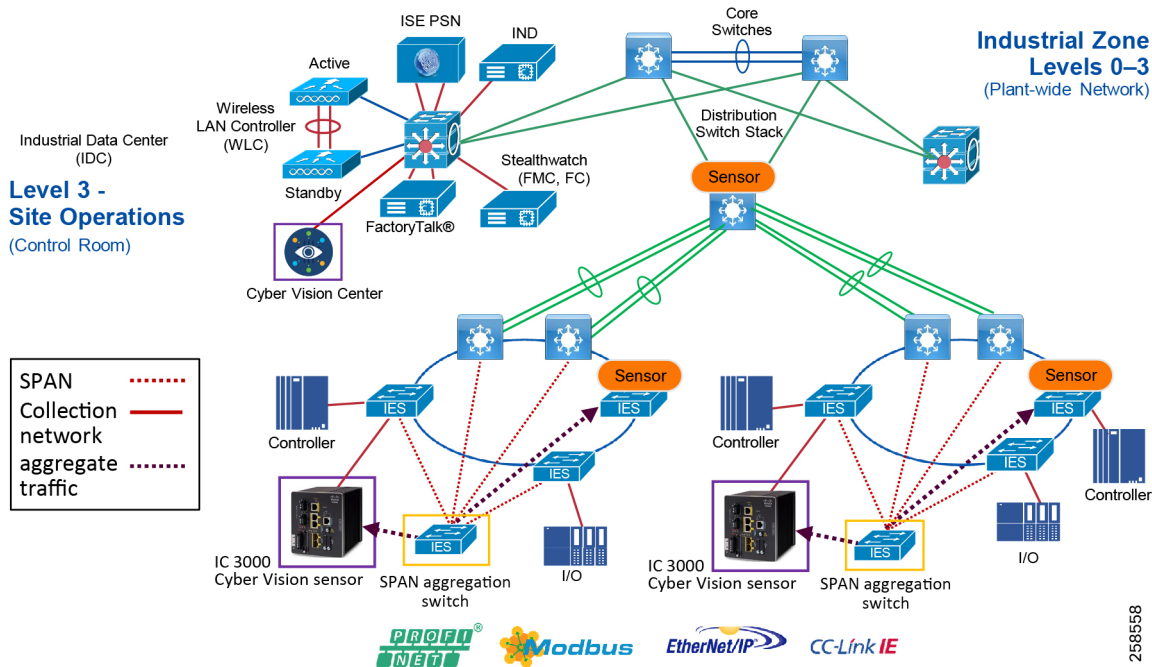 ISE PSN
IND
Core
Switches
Industrial Zone
Levels 0–3
(Plant-wide Network)
Active
Wireless
LAN Controller
(WLC)
Standby
Industrial Data Center
(IDC)
Level 3 -
Site Operations
(Control Room)
Distribution
Switch Stack
Stealthwatch
(FMC, FC)
FactoryTalk®
Sensor
Cyber Vision Center
SPAN
Collection
network
aggregate
traffic
Sensor
IES
IES
Controller
IES
IES
IC 3000
Cyber Vision sensor
SPAN aggregation
switch
I/O
Sensor
IES
IES
Controller
IES
Controller
IES
IC 3000
Cyber Vision sensor
SPAN aggregation
switch
I/O
PROFI
NET®
Modbus
EtherNet/IP™
CC-Link IE
258558